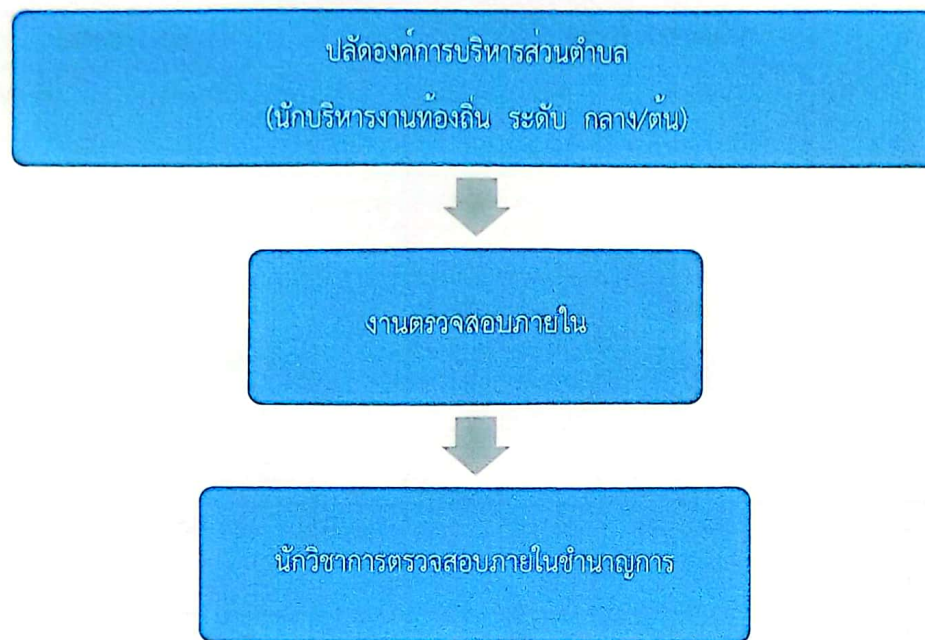 ปลัดองค์การบริหารส่วนตำบล
(นักบริหารงานท้องถิ่น ระดับ กลาง/ต้น)
งานตรวจสอบภายใน
นักวิชาการตรวจสอบภายในชำนาญการ